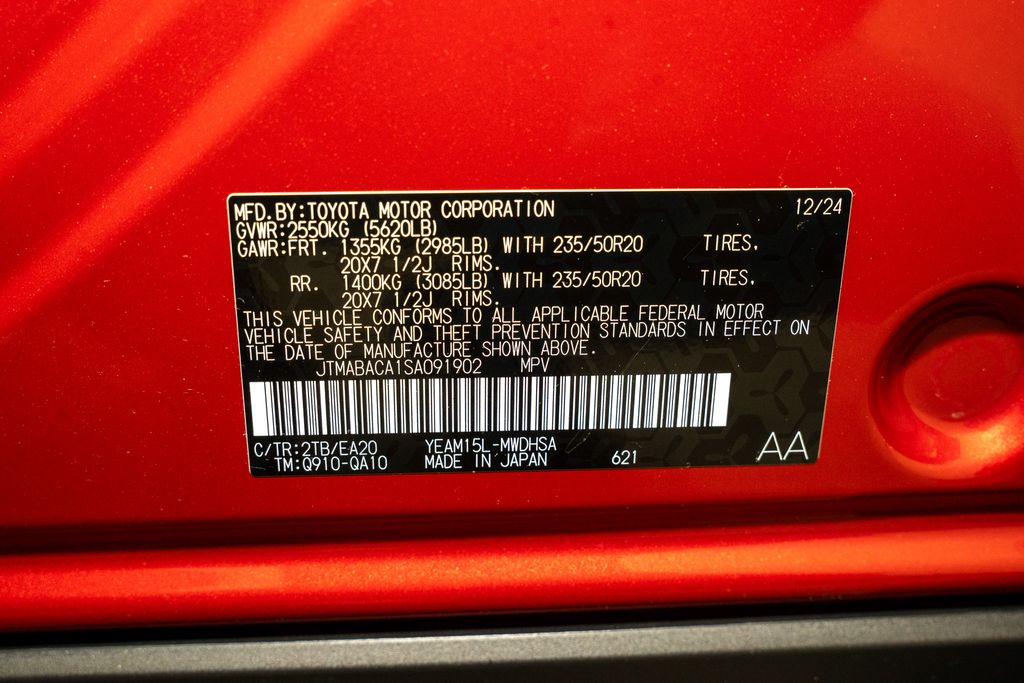 MFD.BY:TOYOTA MOTOR CORPORATION 12/24
GVWR:2550KG (5620LB)
GAWR:FRT. 1355KG (2985LB) WITH 235/50R20 TIRES.
20X7 1/2J RIMS.
RR. 1400KG (3085LB) WITH 235/50R20 TIRES.
20X7 1/2J RIMS.
THIS VEHICLE CONFORMS TO ALL APPLICABLE FEDERAL MOTOR
VEHICLE SAFETY AND THEFT PREVENTION STANDARDS IN EFFECT ON
THE DATE OF MANUFACTURE SHOWN ABOVE.
JTMABACA1SA091902 MPV
C/TR:2TB/EA20 YEAM15L-MWDHSA
TM:Q910-QA10 MADE IN JAPAN 621 AA